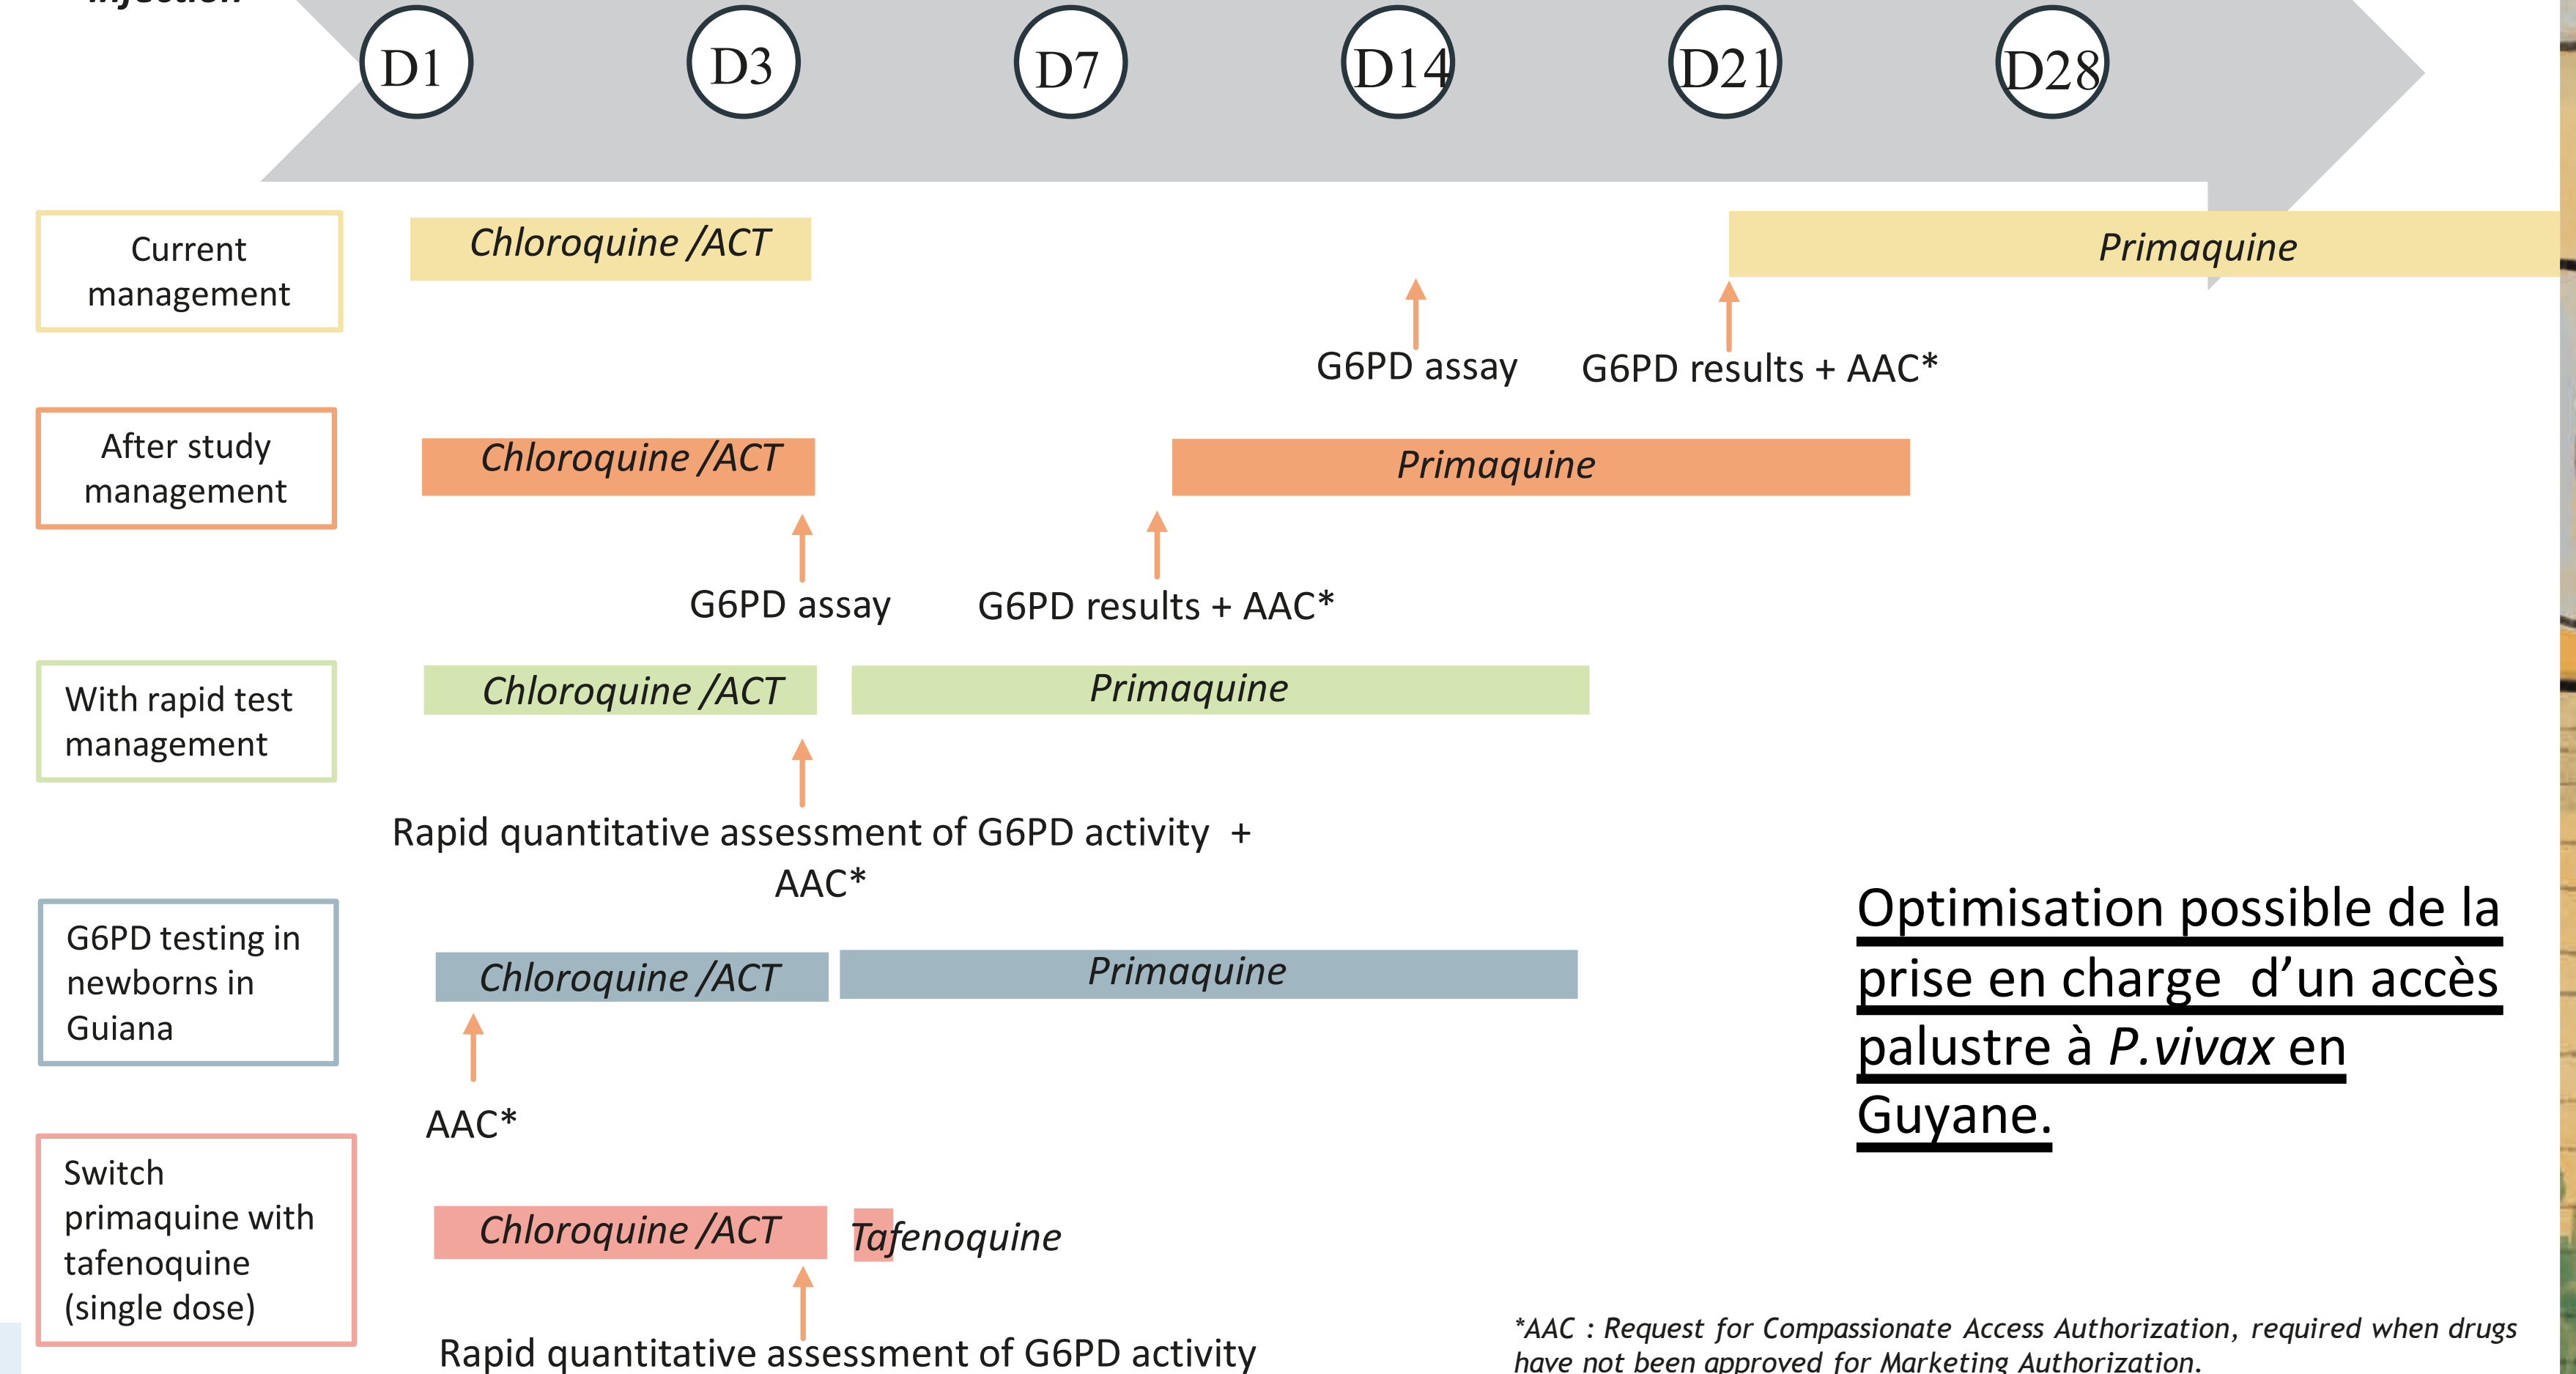 D1 D3 D7 D14 D21 D28
Current
management
Chloroquine /ACT
Primaquine
G6PD assay
G6PD results + AAC*
After study
management
Chloroquine /ACT
Primaquine
G6PD assay
G6PD results + AAC*
With rapid test
management
Chloroquine /ACT
Primaquine
Rapid quantitative assessment of G6PD activity +
AAC*
G6PD testing in
newborns in
Guiana
Chloroquine /ACT
Primaquine
AAC*
Switch
primaquine with
tafenoquine
(single dose)
Chloroquine /ACT
Tafenoquine
Rapid quantitative assessment of G6PD activity
Optimisation possible de la
prise en charge d’un accès
palustre à P.vivax en
Guyane.
*AAC : Request for Compassionate Access Authorization, required when drugs
have not been approved for Marketing Authorization.